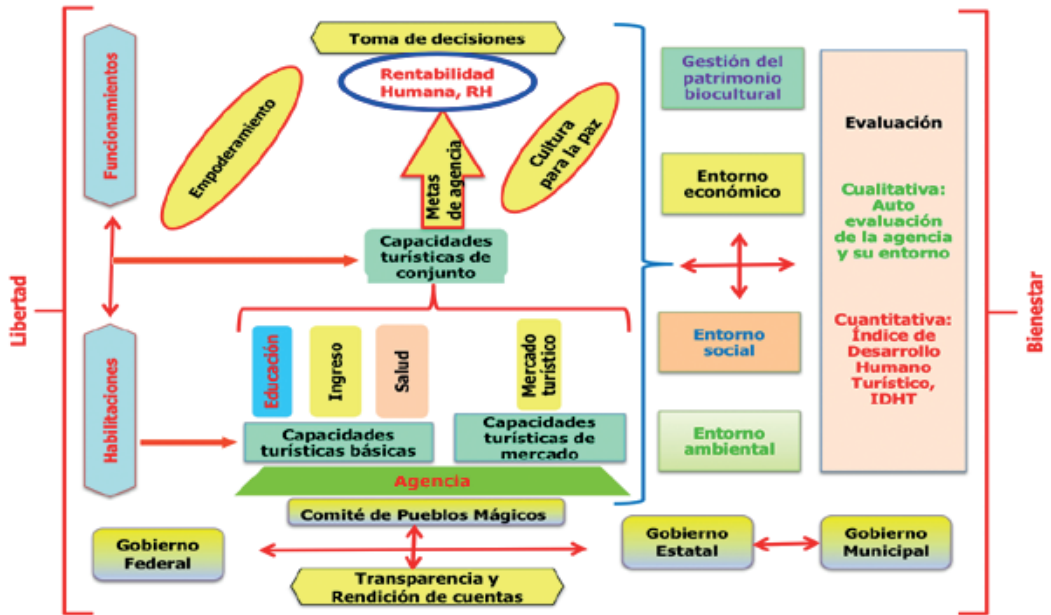 Libertad
Funcionamientos
Habilitaciones
Toma de decisiones
Rentabilidad
Humana, RH
Empoderamiento
Cultura
para la paz
Metas
de agencia
Capacidades
turísticas de
conjunto
Educación
Ingreso
Salud
Mercado
turístico
Capacidades
turísticas básicas
Capacidades
turísticas de
mercado
Agencia
Comité de Pueblos Mágicos
Gobierno
Federal
Transparencia y
Rendición de cuentas
Gobierno
Estatal
Gobierno
Municipal
Gestión del
patrimonio
biocultural
Entorno
económico
Entorno
social
Entorno
ambiental
Evaluación
Cualitativa:
Auto
evaluación
de la agencia
y su entorno
Cuantitativa:
Índice de
Desarrollo
Humano
Turístico,
IDHT
Bienestar